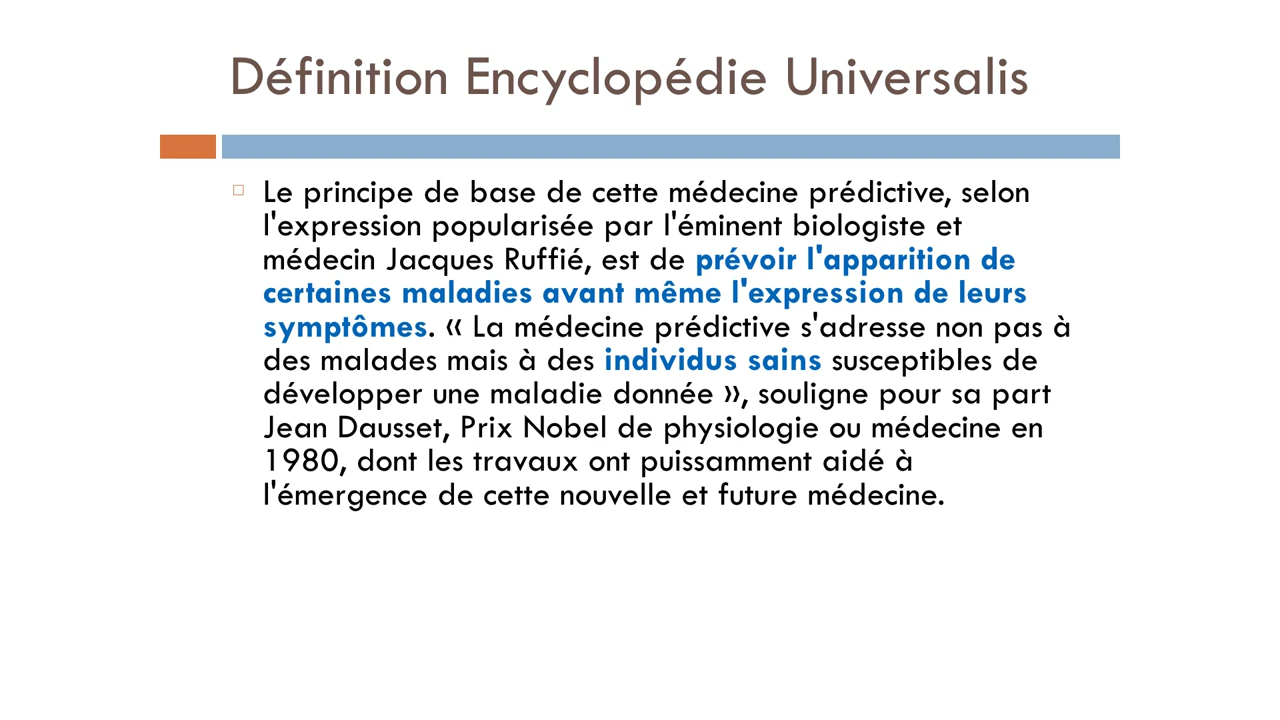 Définition Encyclopédie Universalis
Le principe de base de cette médecine prédictive, selon
l'expression popularisée par l'éminent biologiste et
médecin Jacques Ruffié, est de prévoir l'apparition de
certaines maladies avant même l'expression de leurs
symptômes. « La médecine prédictive s'adresse non pas à
des malades mais à des individus sains susceptibles de
développer une maladie donnée », souligne pour sa part
Jean Dausset, Prix Nobel de physiologie ou médecine en
1980, dont les travaux ont puissamment aidé à
l'émergence de cette nouvelle et future médecine.